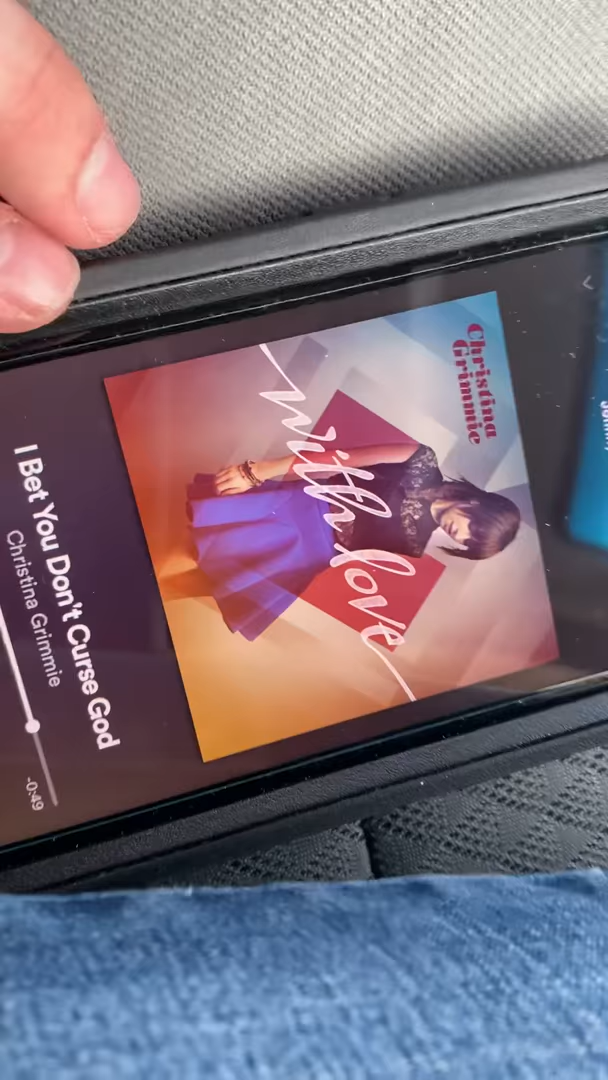 Christina
Grimmie
with love
I Bet You Don't Curse God
Christina Grimmie
-0:49